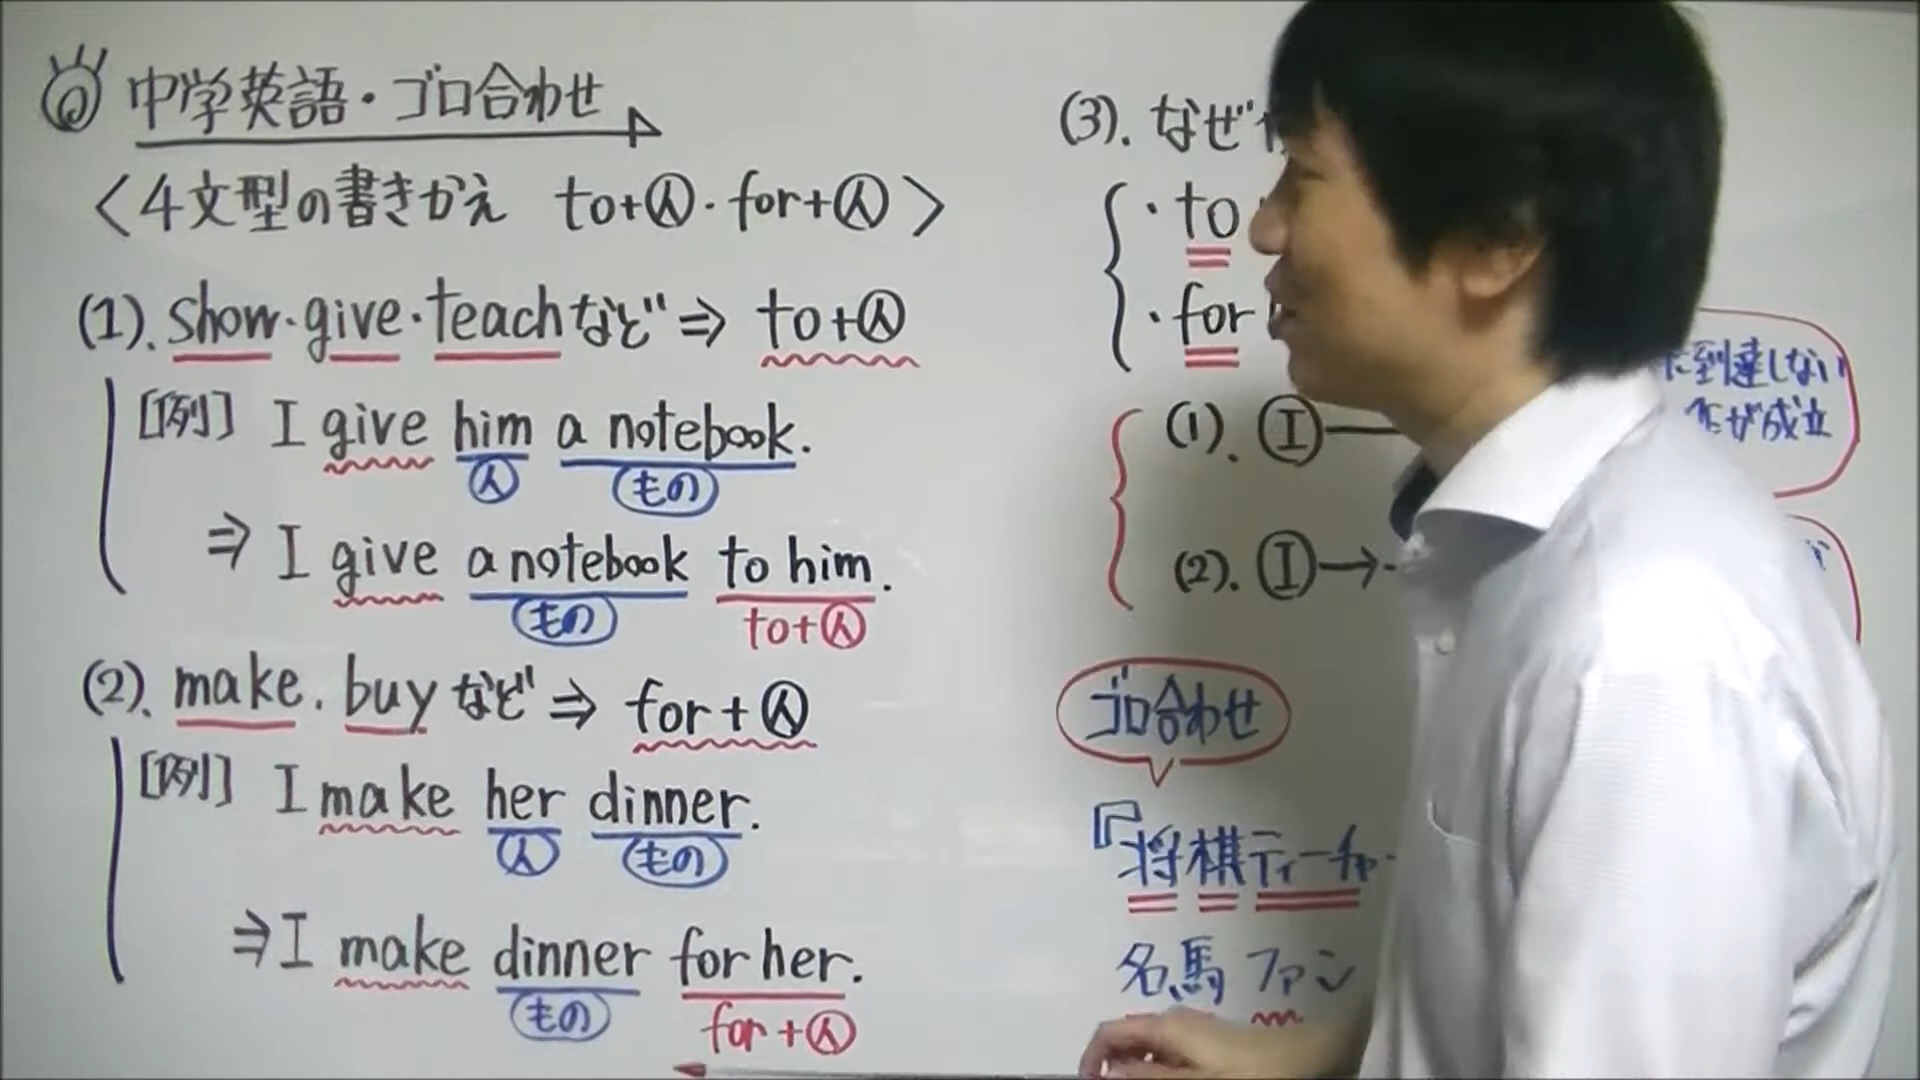 ◎ 中学英語・ゴロ合わせ
〈4文型の書きかえ to+人・for+人〉
(1). show・give・teachなど⇒ to+人
[例] I give him a notebook.
人 もの
⇒ I give a notebook to him.
もの to+人
(2). make・buyなど⇒ for+人
[例] I make her dinner.
人 もの
⇒ I make dinner for her.
もの for+人
(3). なぜ
・to
・for
に到達しない
が成立
(1). I
(2). I→
ゴロ合わせ
『将棋ティーチャー
名馬ファン